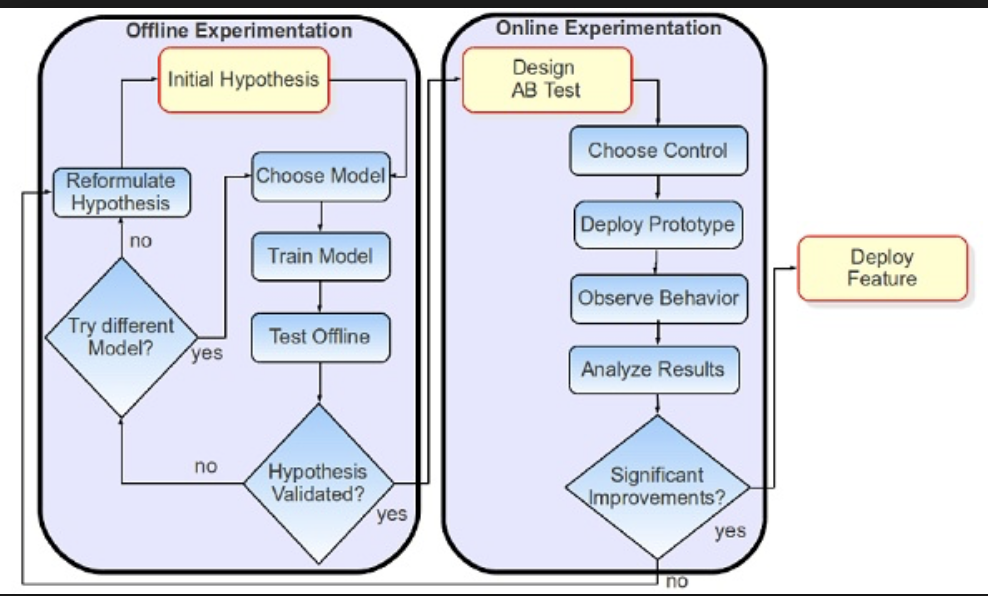 Offline Experimentation
Initial Hypothesis
Reformulate
Hypothesis
Choose Model
no
Train Model
Try different
Model?
yes
Test Offline
no
Hypothesis
Validated?
yes
Online Experimentation
Design
AB Test
Choose Control
Deploy Prototype
Observe Behavior
Analyze Results
Significant
Improvements?
yes
no
Deploy
Feature